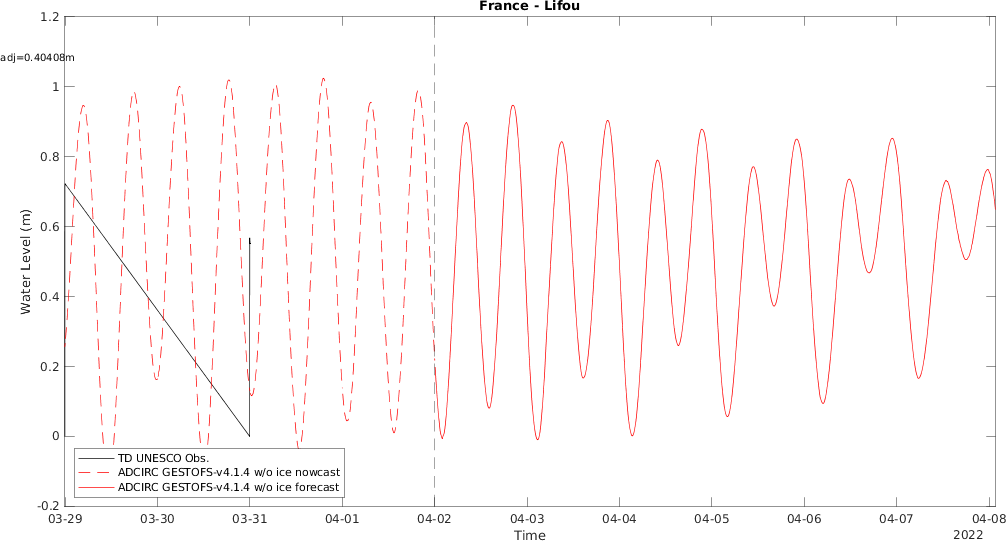 France - Lifou
adj=0.40408m
1.2
1
0.8
0.6
0.4
0.2
0
-0.2
Water Level (m)
TD UNESCO Obs.
ADCIRC GESTOFS-v4.1.4 w/o ice nowcast
ADCIRC GESTOFS-v4.1.4 w/o ice forecast
03-29 03-30 03-31 04-01 04-02 04-03 04-04 04-05 04-06 04-07 04-08
Time
2022